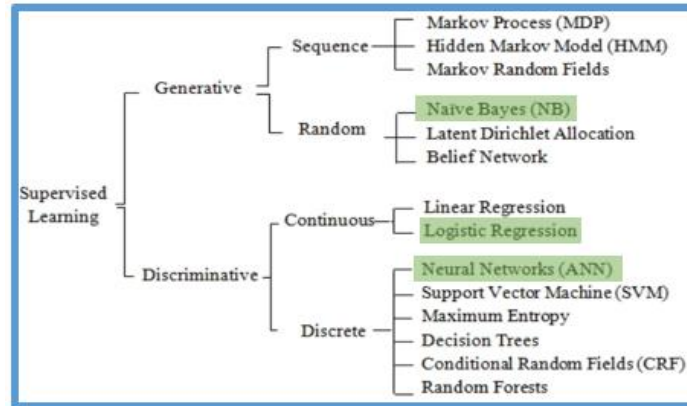 Supervised
Learning
Generative
Sequence
Markov Process (MDP)
Hidden Markov Model (HMM)
Markov Random Fields
Random
Naïve Bayes (NB)
Latent Dirichlet Allocation
Belief Network
Discriminative
Continuous
Linear Regression
Logistic Regression
Discrete
Neural Networks (ANN)
Support Vector Machine (SVM)
Maximum Entropy
Decision Trees
Conditional Random Fields (CRF)
Random Forests